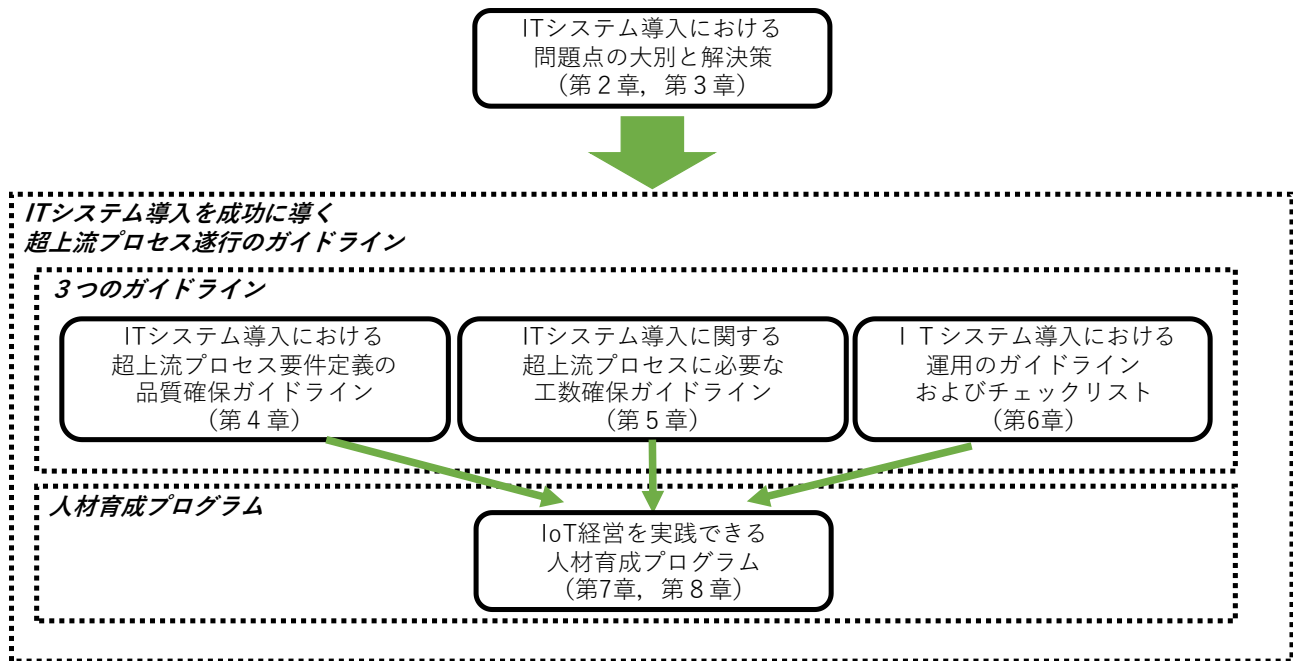 ITシステム導入における
問題点の大別と解決策
（第２章，第３章）
ITシステム導入を成功に導く
超上流プロセス遂行のガイドライン
３つのガイドライン
ITシステム導入における
超上流プロセス要件定義の
品質確保ガイドライン
（第４章）
ITシステム導入に関する
超上流プロセスに必要な
工数確保ガイドライン
（第５章）
ＩＴシステム導入における
運用のガイドライン
およびチェックリスト
（第6章）
人材育成プログラム
IoT経営を実践できる
人材育成プログラム
（第7章，第８章）